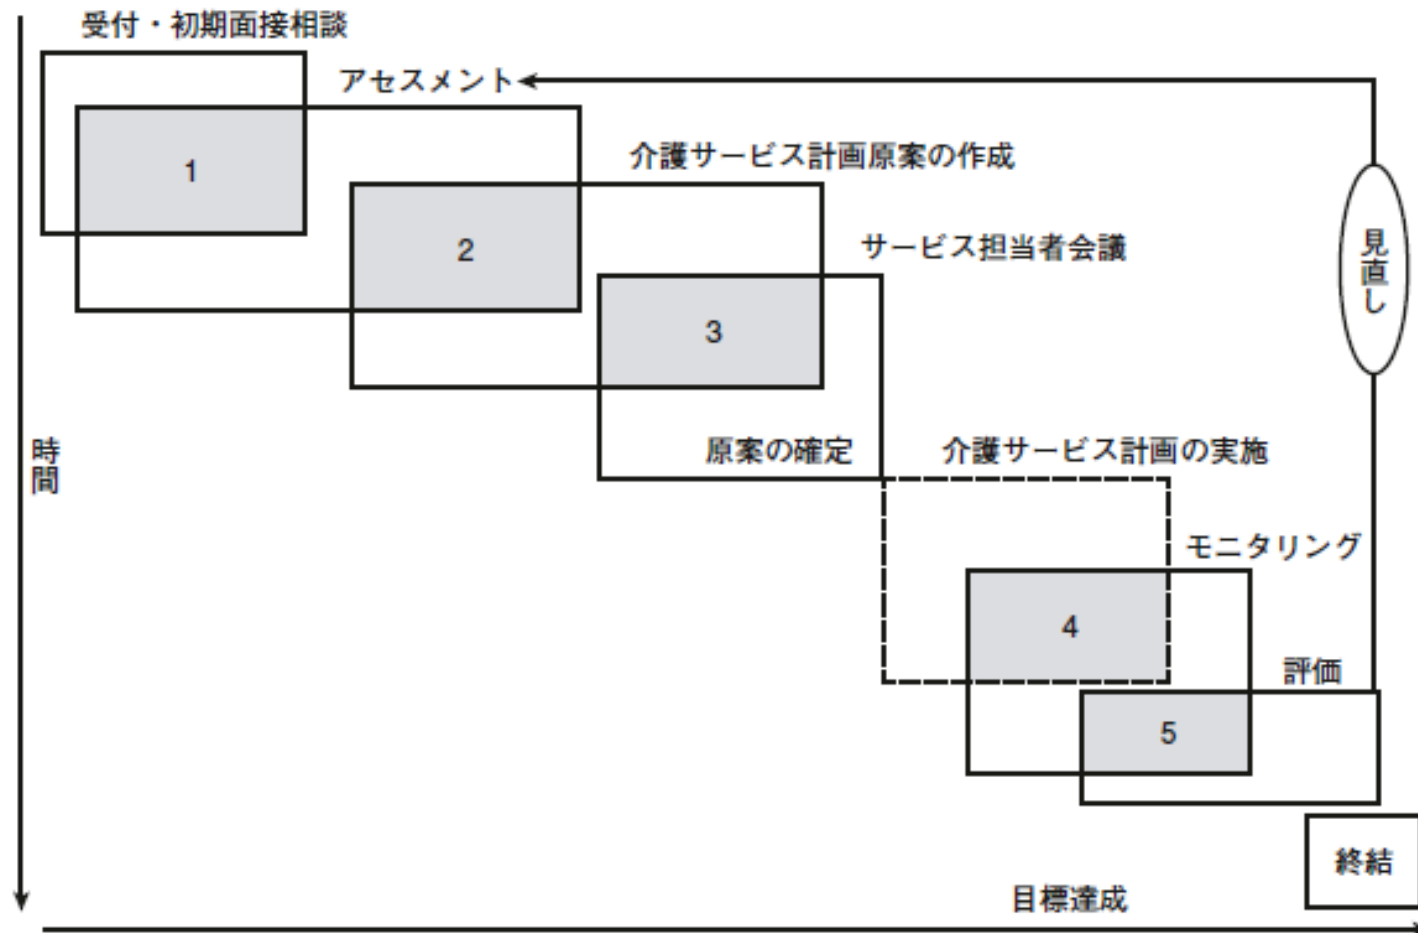 受付・初期面接相談
アセスメント
1
介護サービス計画原案の作成
2
サービス担当者会議
見直し
3
時間
原案の確定
介護サービス計画の実施
モニタリング
4
評価
5
終結
目標達成